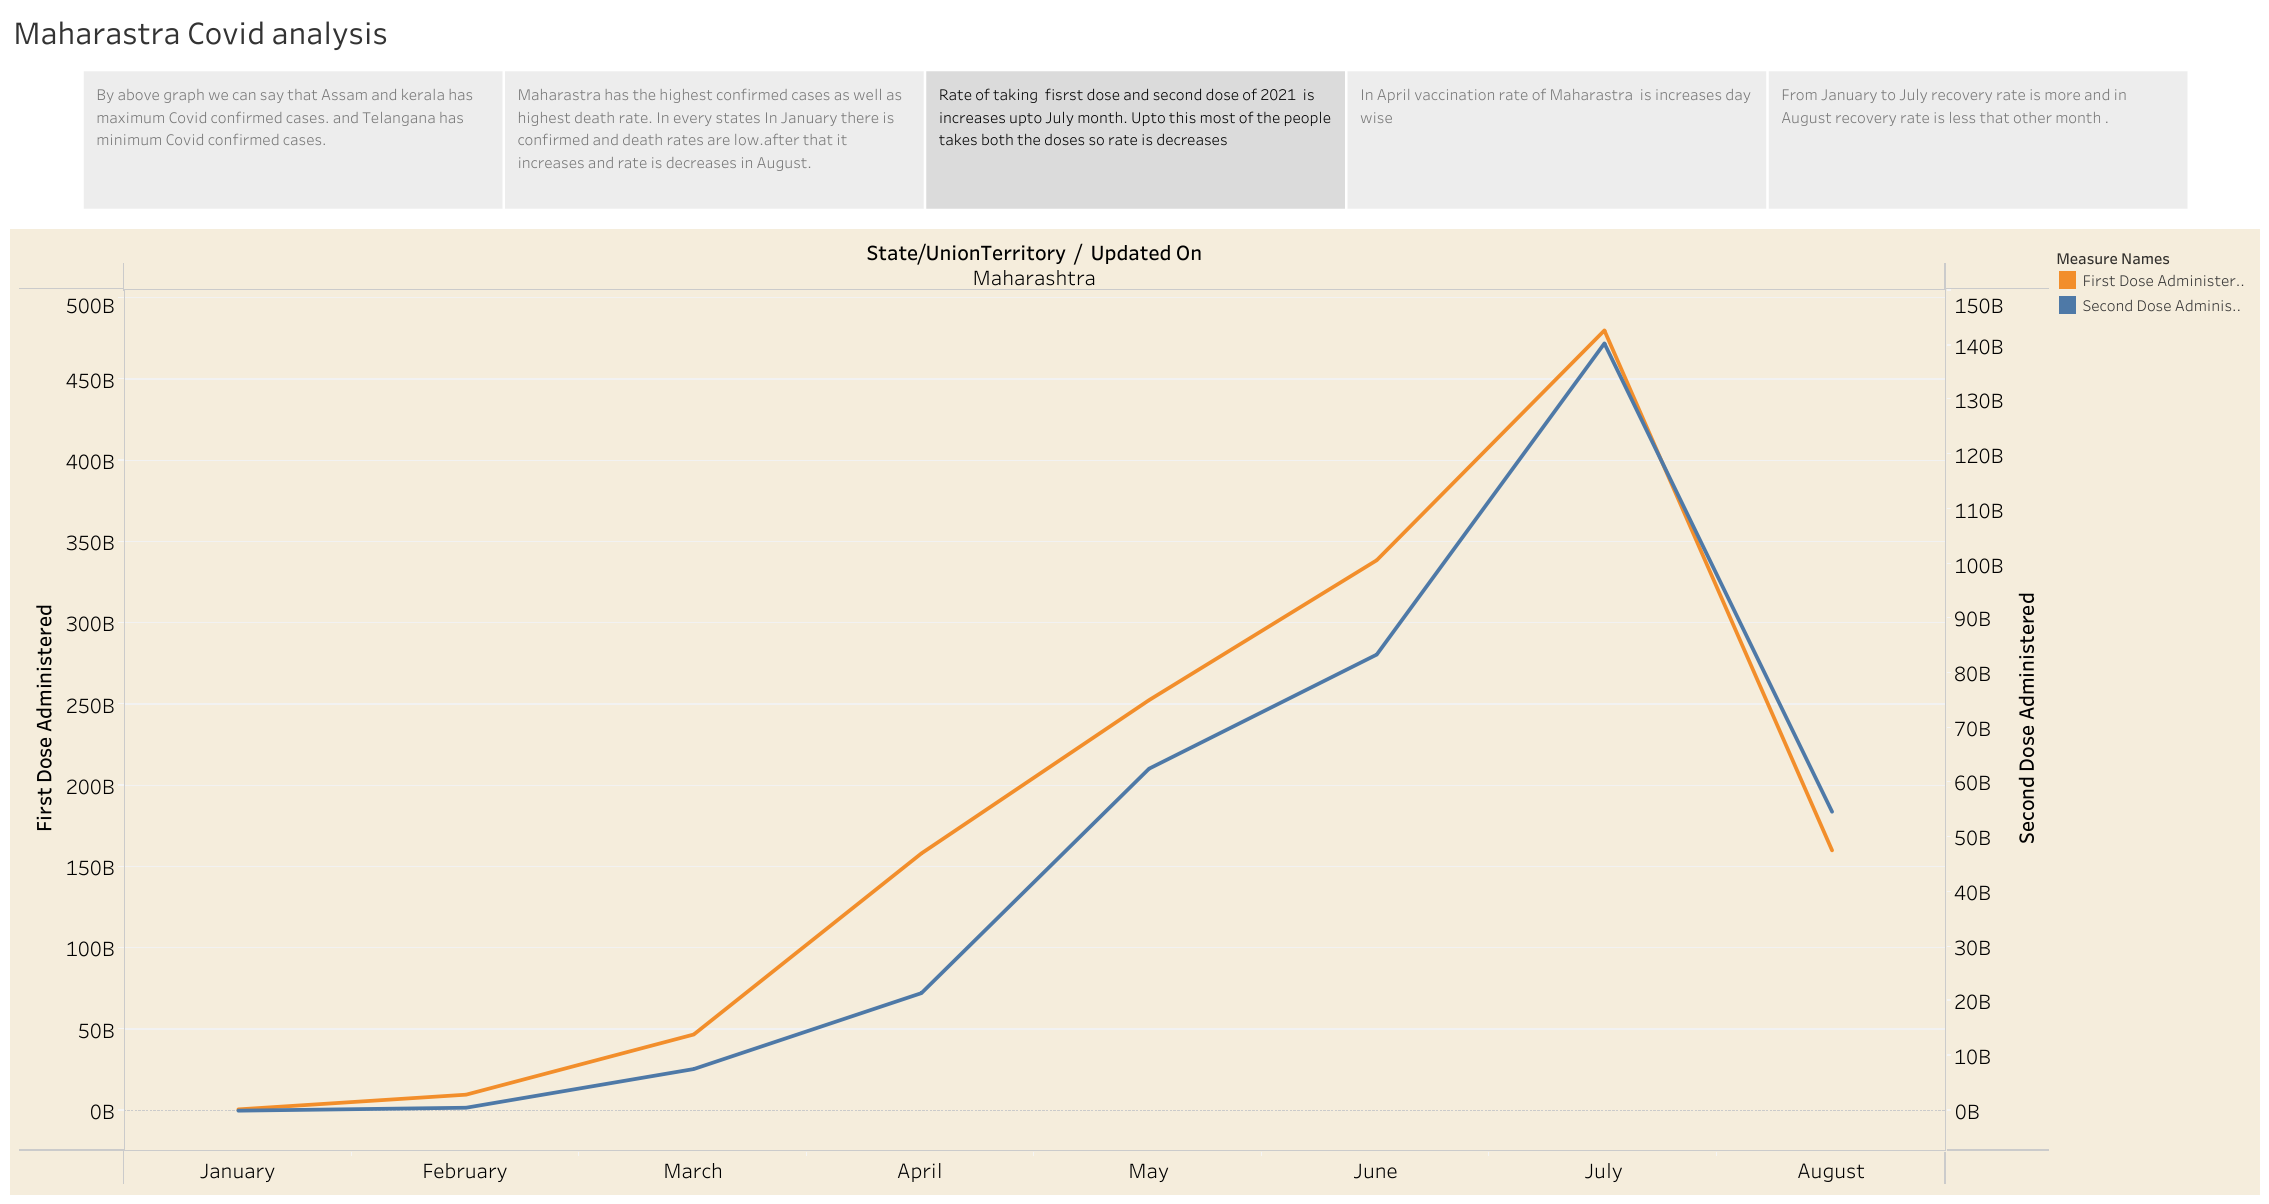 Maharastra Covid analysis
By above graph we can say that Assam and kerala has
maximum Covid confirmed cases. and Telangana has
minimum Covid confirmed cases.
Maharastra has the highest confirmed cases as well as
highest death rate. In every states In January there is
confirmed and death rates are low.after that it
increases and rate is decreases in August.
Rate of taking  fisrst dose and second dose of 2021  is
increases upto July month. Upto this most of the people
takes both the doses so rate is decreases
In April vaccination rate of Maharastra  is increases day
wise
From January to July recovery rate is more and in
August recovery rate is less that other month .
State/UnionTerritory / Updated On
Maharashtra
Measure Names
First Dose Administer..
Second Dose Adminis..
First Dose Administered
500B
450B
400B
350B
300B
250B
200B
150B
100B
50B
0B
150B
140B
130B
120B
110B
100B
90B
80B
70B
60B
50B
40B
30B
20B
10B
0B
Second Dose Administered
January
February
March
April
May
June
July
August